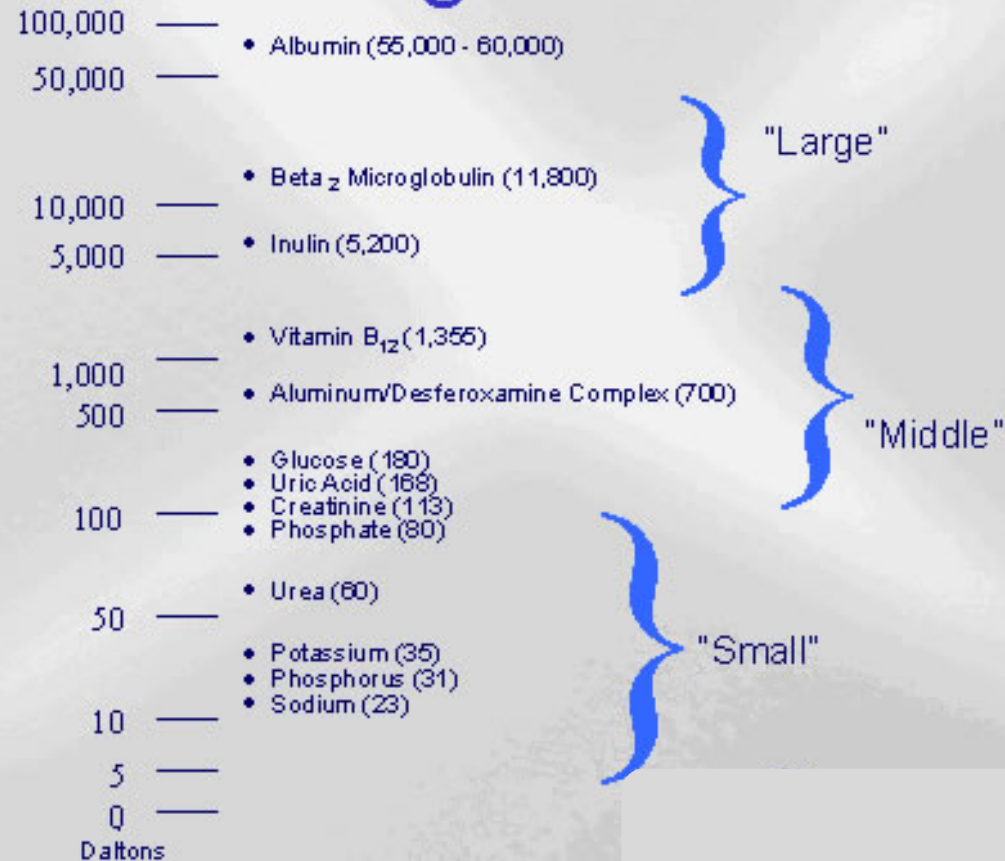 100,000
• Albumin (55,000 - 60,000)
50,000
"Large"
• Beta 2 Microglobulin (11,800)
10,000
• Inulin (5,200)
5,000
• Vitamin B12 (1,355)
1,000
• Aluminum/Desferoxamine Complex (700)
500
"Middle"
• Glucose (180)
• Uric Acid (168)
• Creatinine (113)
100
• Phosphate (80)
• Urea (60)
50
"Small"
• Potassium (35)
• Phosphorus (31)
• Sodium (23)
10
5
0
Daltons